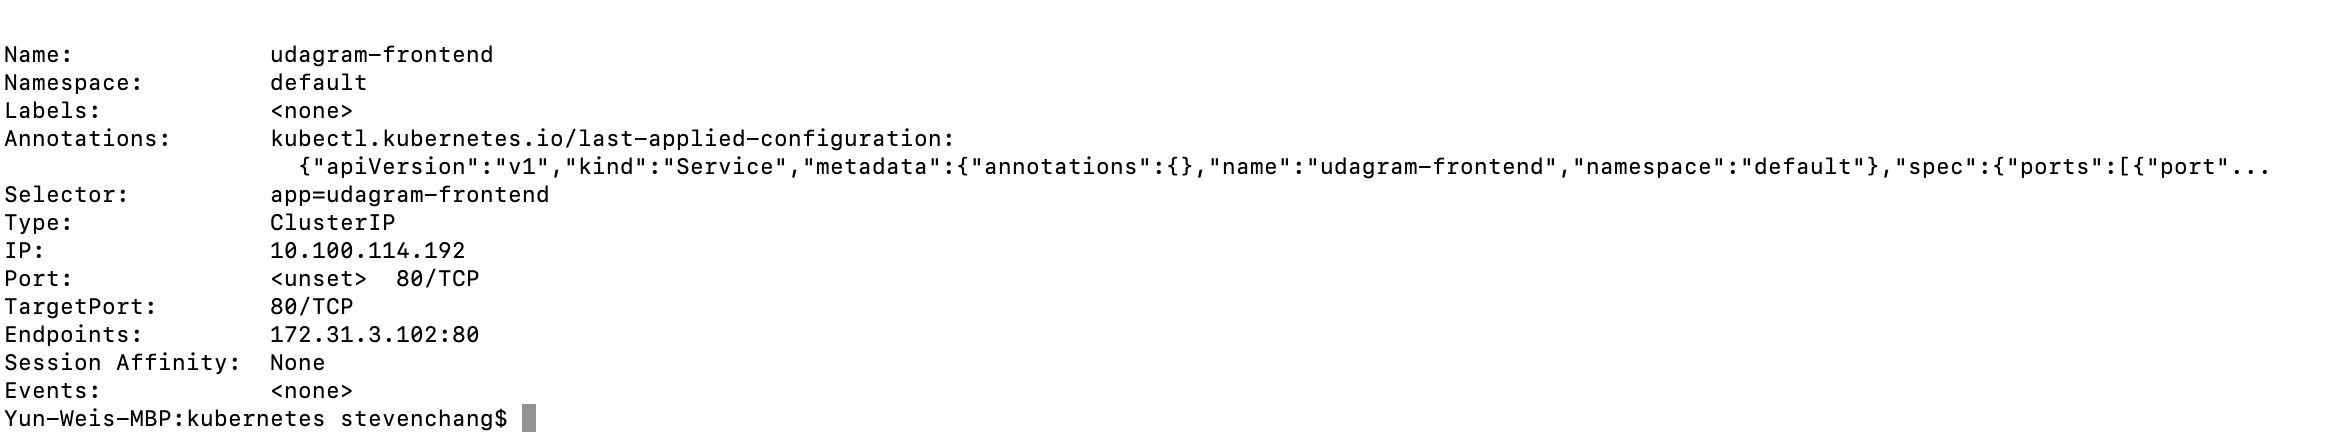 Name: udagram-frontend
Namespace: default
Labels: <none>
Annotations: kubectl.kubernetes.io/last-applied-configuration:
{"apiVersion":"v1","kind":"Service","metadata":{"annotations":{},"name":"udagram-frontend","namespace":"default"},"spec":{"ports":[{"port"...
Selector: app=udagram-frontend
Type: ClusterIP
IP: 10.100.114.192
Port: <unset> 80/TCP
TargetPort: 80/TCP
Endpoints: 172.31.3.102:80
Session Affinity: None
Events: <none>
Yun-Weis-MBP:kubernetes stevenchang$